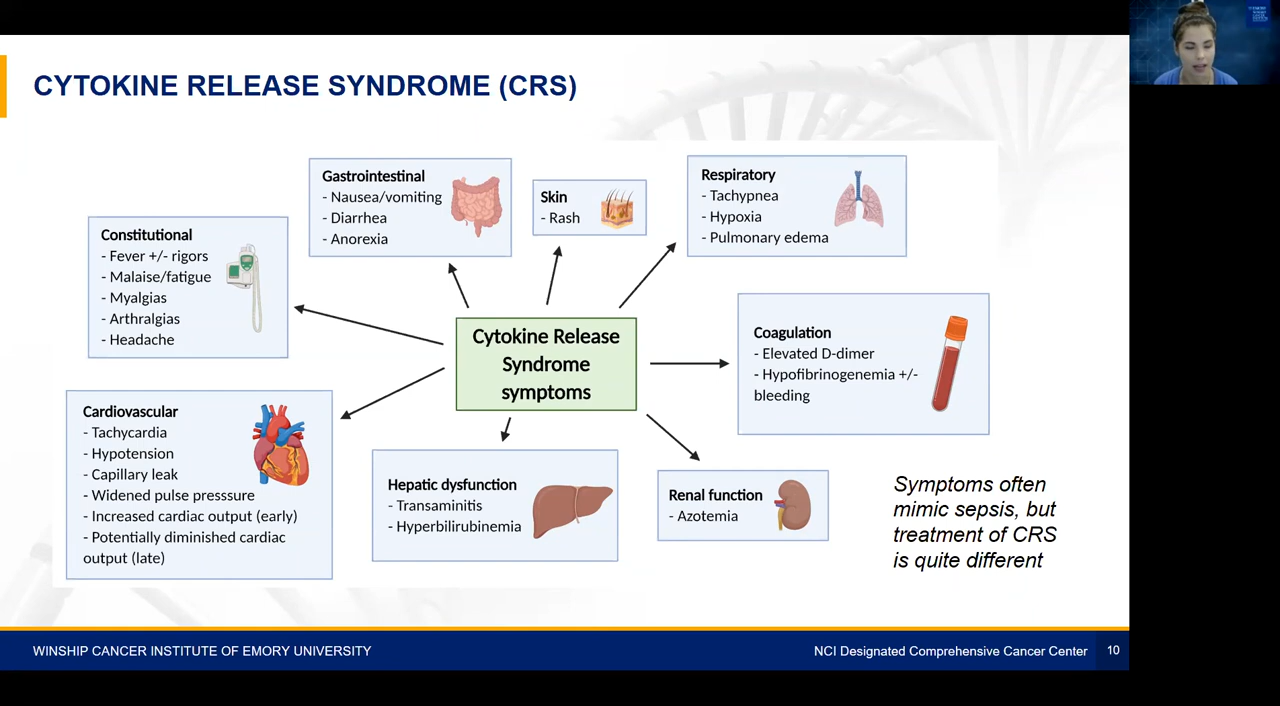 CYTOKINE RELEASE SYNDROME (CRS)
Gastrointestinal
- Nausea/vomiting
- Diarrhea
- Anorexia
Skin
- Rash
Respiratory
- Tachypnea
- Hypoxia
- Pulmonary edema
Constitutional
- Fever +/- rigors
- Malaise/fatigue
- Myalgias
- Arthralgias
- Headache
Cytokine Release
Syndrome
symptoms
Coagulation
- Elevated D-dimer
- Hypofibrinogenemia +/-
bleeding
Cardiovascular
- Tachycardia
- Hypotension
- Capillary leak
- Widened pulse presssure
- Increased cardiac output (early)
- Potentially diminished cardiac
output (late)
Hepatic dysfunction
- Transaminitis
- Hyperbilirubinemia
Renal function
- Azotemia
Symptoms often
mimic sepsis, but
treatment of CRS
is quite different
WINSHIP CANCER INSTITUTE OF EMORY UNIVERSITY
NCI Designated Comprehensive Cancer Center
10